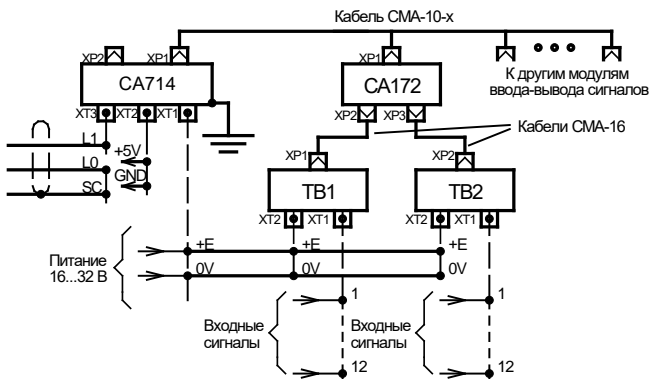 Кабель СМА-10-х
XP2
XP1
XP1
CA714
CA172
К другим модулям
ввода-вывода сигналов
XT3
XT2
XT1
XP2
XP3
Кабели СМА-16
L1
+5V
L0
GND
SC
XP1
XP2
TB1
TB2
XT2
XT1
XT2
XT1
Питание
16...32 В
+E
+E
+E
0V
0V
0V
1
1
Входные
сигналы
Входные
сигналы
12
12